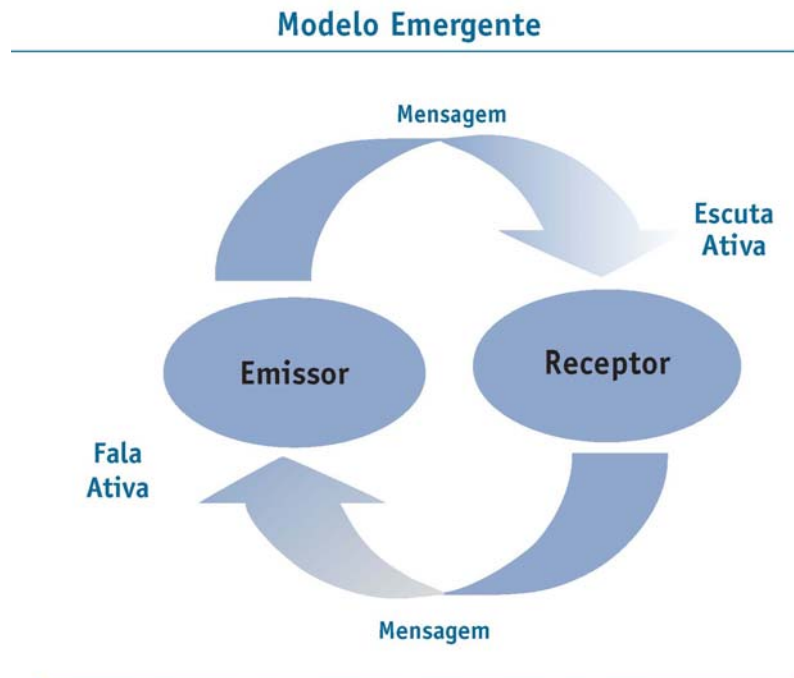 Modelo Emergente
Mensagem
Escuta
Ativa
Emissor
Receptor
Fala
Ativa
Mensagem